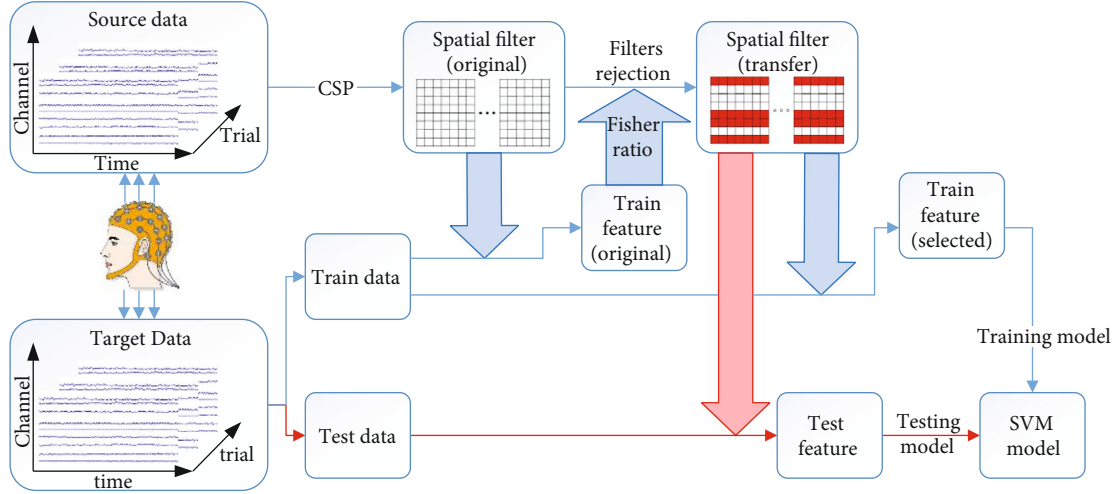 Source data
Channel
Time
Trial
CSP
Spatial filter
(original)
...
Filters
rejection
Fisher
ratio
Spatial filter
(transfer)
Train
feature
(original)
Train
feature
(selected)
Train data
Training model
Target Data
Channel
time
trial
Test data
Test
feature
Testing
model
SVM
model